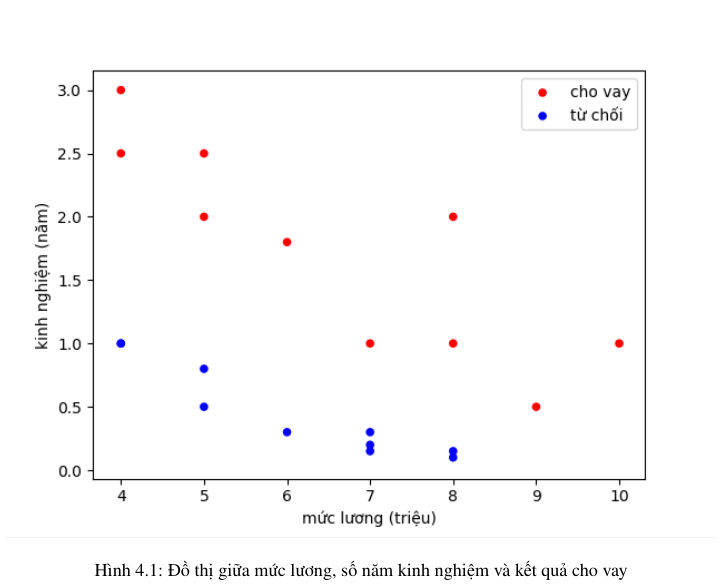 3.0
2.5
2.0
1.5
1.0
0.5
0.0
kinh nghiệm (năm)
cho vay
từ chối
4 5 6 7 8 9 10
mức lương (triệu)
Hình 4.1: Đồ thị giữa mức lương, số năm kinh nghiệm và kết quả cho vay